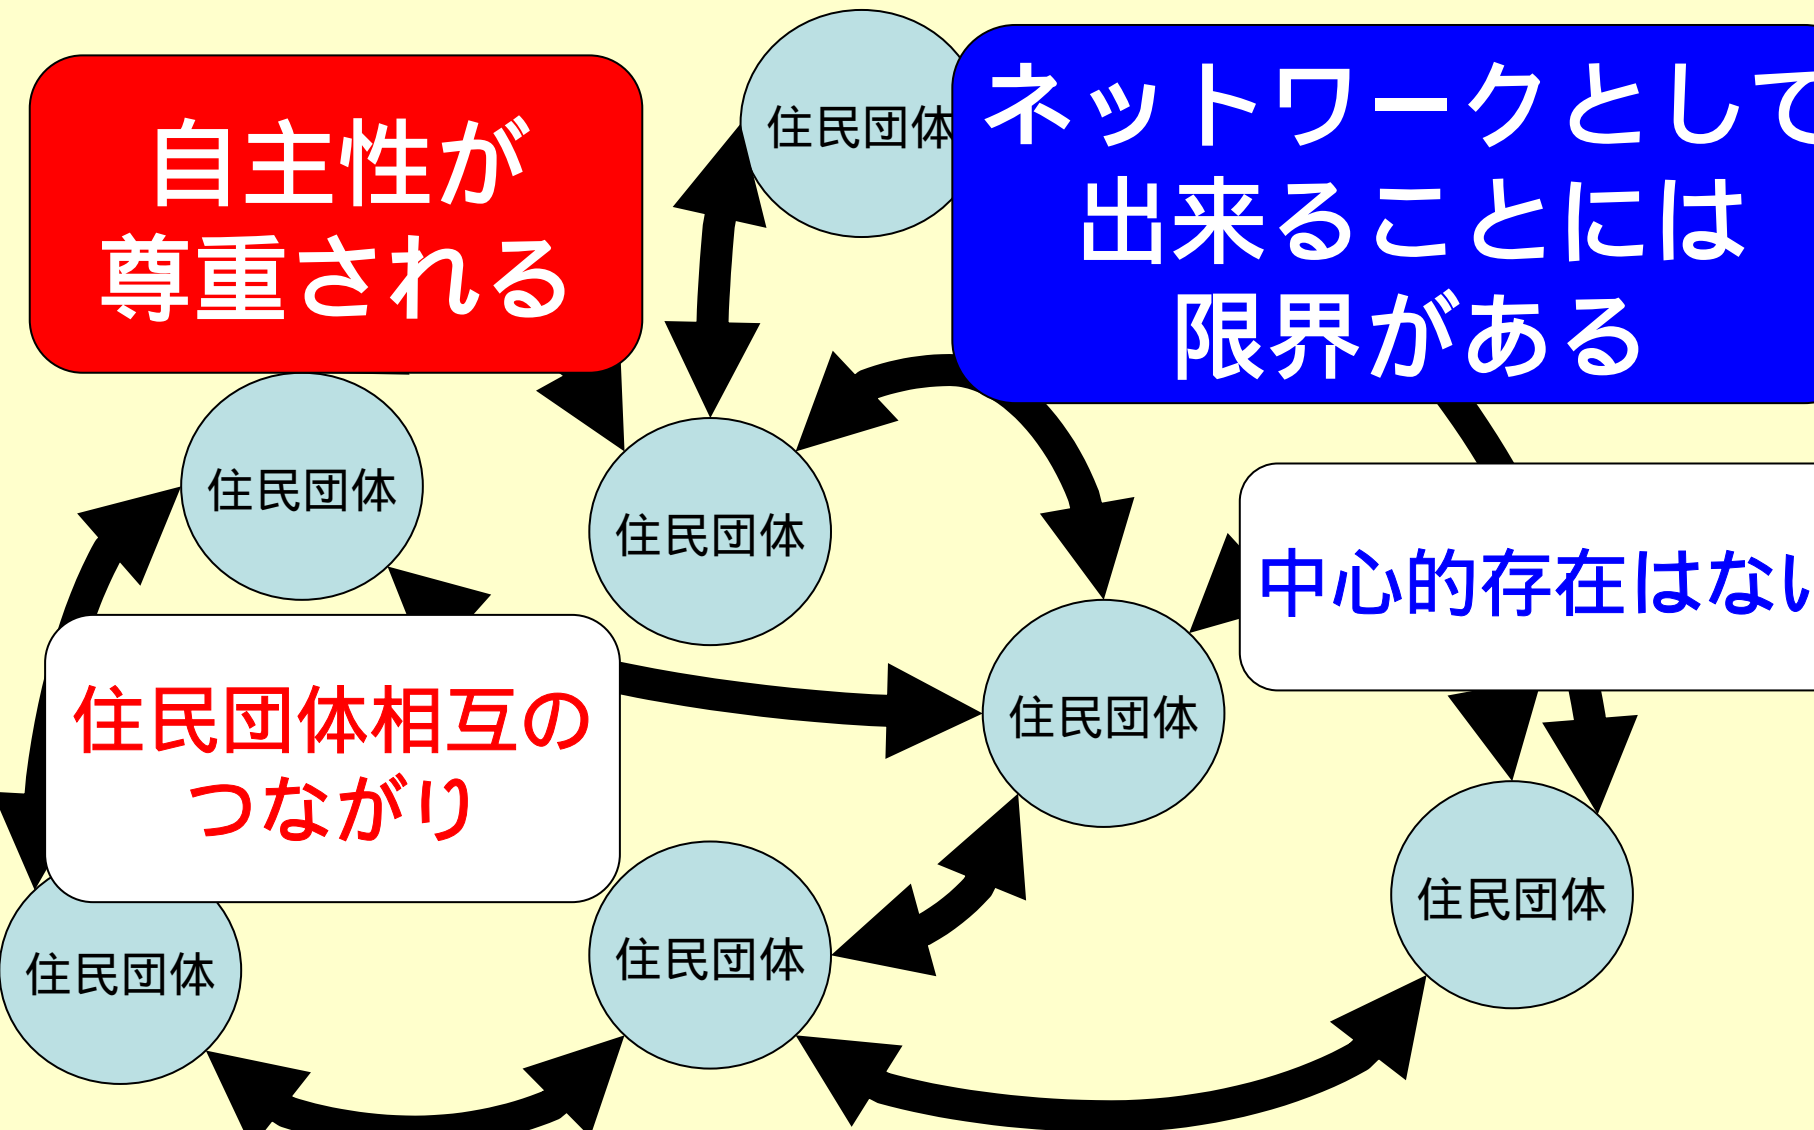 住民団体
ネットワークとして
出来ることには
限界がある
自主性が
尊重される
住民団体
住民団体
中心的存在はない
住民団体相互の
つながり
住民団体
住民団体
住民団体
住民団体